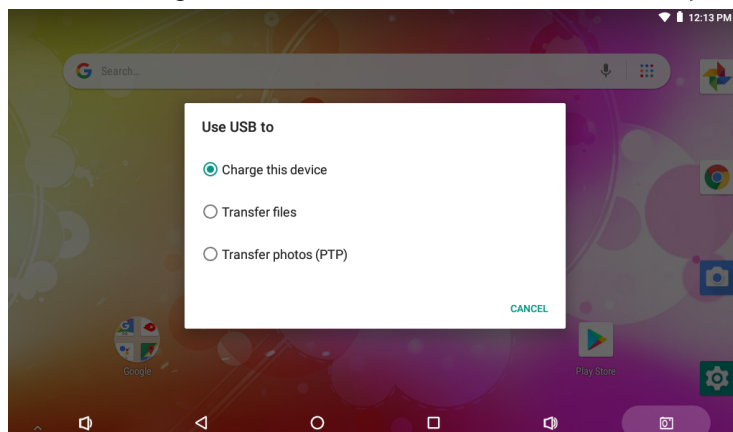 12:13 PM
G Search...
Use USB to
Charge this device
Transfer files
Transfer photos (PTP)
CANCEL
Google
Play Store